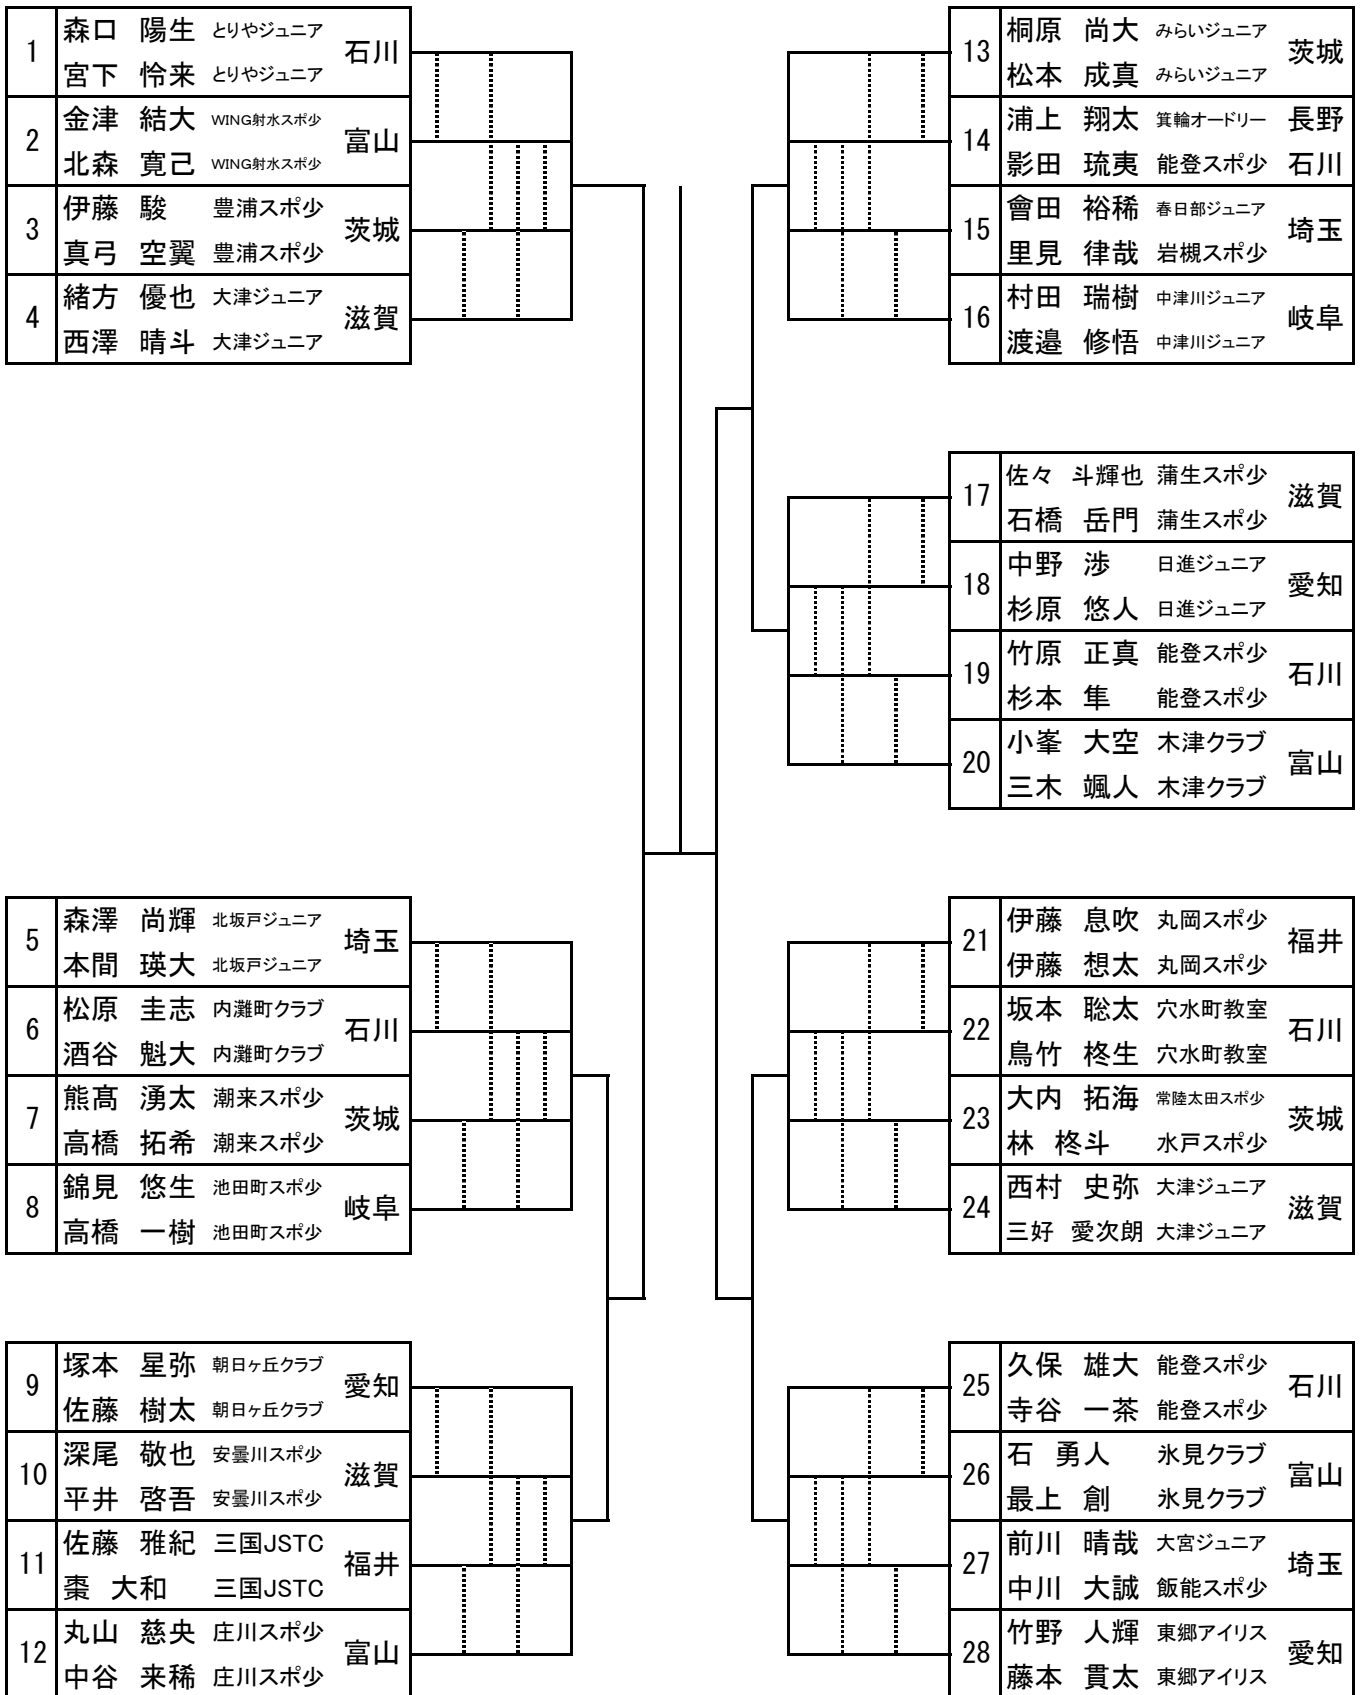 1 森口 陽生 とりやジュニア 石川
宮下 怜来 とりやジュニア
2 金津 結大 WING射水スポ少 富山
北森 寛己 WING射水スポ少
3 伊藤 駿 豊浦スポ少 茨城
真弓 空翼 豊浦スポ少
4 緒方 優也 大津ジュニア 滋賀
西澤 晴斗 大津ジュニア
5 森澤 尚輝 北坂戸ジュニア 埼玉
本間 瑛大 北坂戸ジュニア
6 松原 圭志 内灘町クラブ 石川
酒谷 魁大 内灘町クラブ
7 熊髙 湧太 潮来スポ少 茨城
高橋 拓希 潮来スポ少
8 錦見 悠生 池田町スポ少 岐阜
高橋 一樹 池田町スポ少
9 塚本 星弥 朝日ヶ丘クラブ 愛知
佐藤 樹太 朝日ヶ丘クラブ
10 深尾 敬也 安曇川スポ少 滋賀
平井 啓吾 安曇川スポ少
11 佐藤 雅紀 三国JSTC 福井
棗 大和 三国JSTC
12 丸山 慈央 庄川スポ少 富山
中谷 来稀 庄川スポ少
13 桐原 尚大 みらいジュニア 茨城
松本 成真 みらいジュニア
14 浦上 翔太 箕輪オードリー 長野
影田 琉夷 能登スポ少 石川
15 會田 裕稀 春日部ジュニア 埼玉
里見 律哉 岩槻スポ少
16 村田 瑞樹 中津川ジュニア 岐阜
渡邉 修悟 中津川ジュニア
17 佐々 斗輝也 蒲生スポ少 滋賀
石橋 岳門 蒲生スポ少
18 中野 渉 日進ジュニア 愛知
杉原 悠人 日進ジュニア
19 竹原 正真 能登スポ少 石川
杉本 隼 能登スポ少
20 小峯 大空 木津クラブ 富山
三木 颯人 木津クラブ
21 伊藤 息吹 丸岡スポ少 福井
伊藤 想太 丸岡スポ少
22 坂本 聡太 穴水町教室 石川
鳥竹 柊生 穴水町教室
23 大内 拓海 常陸太田スポ少 茨城
林 柊斗 水戸スポ少
24 西村 史弥 大津ジュニア 滋賀
三好 愛次朗 大津ジュニア
25 久保 雄大 能登スポ少 石川
寺谷 一茶 能登スポ少
26 石 勇人 氷見クラブ 富山
最上 創 氷見クラブ
27 前川 晴哉 大宮ジュニア 埼玉
中川 大誠 飯能スポ少
28 竹野 人輝 東郷アイリス 愛知
藤本 貫太 東郷アイリス